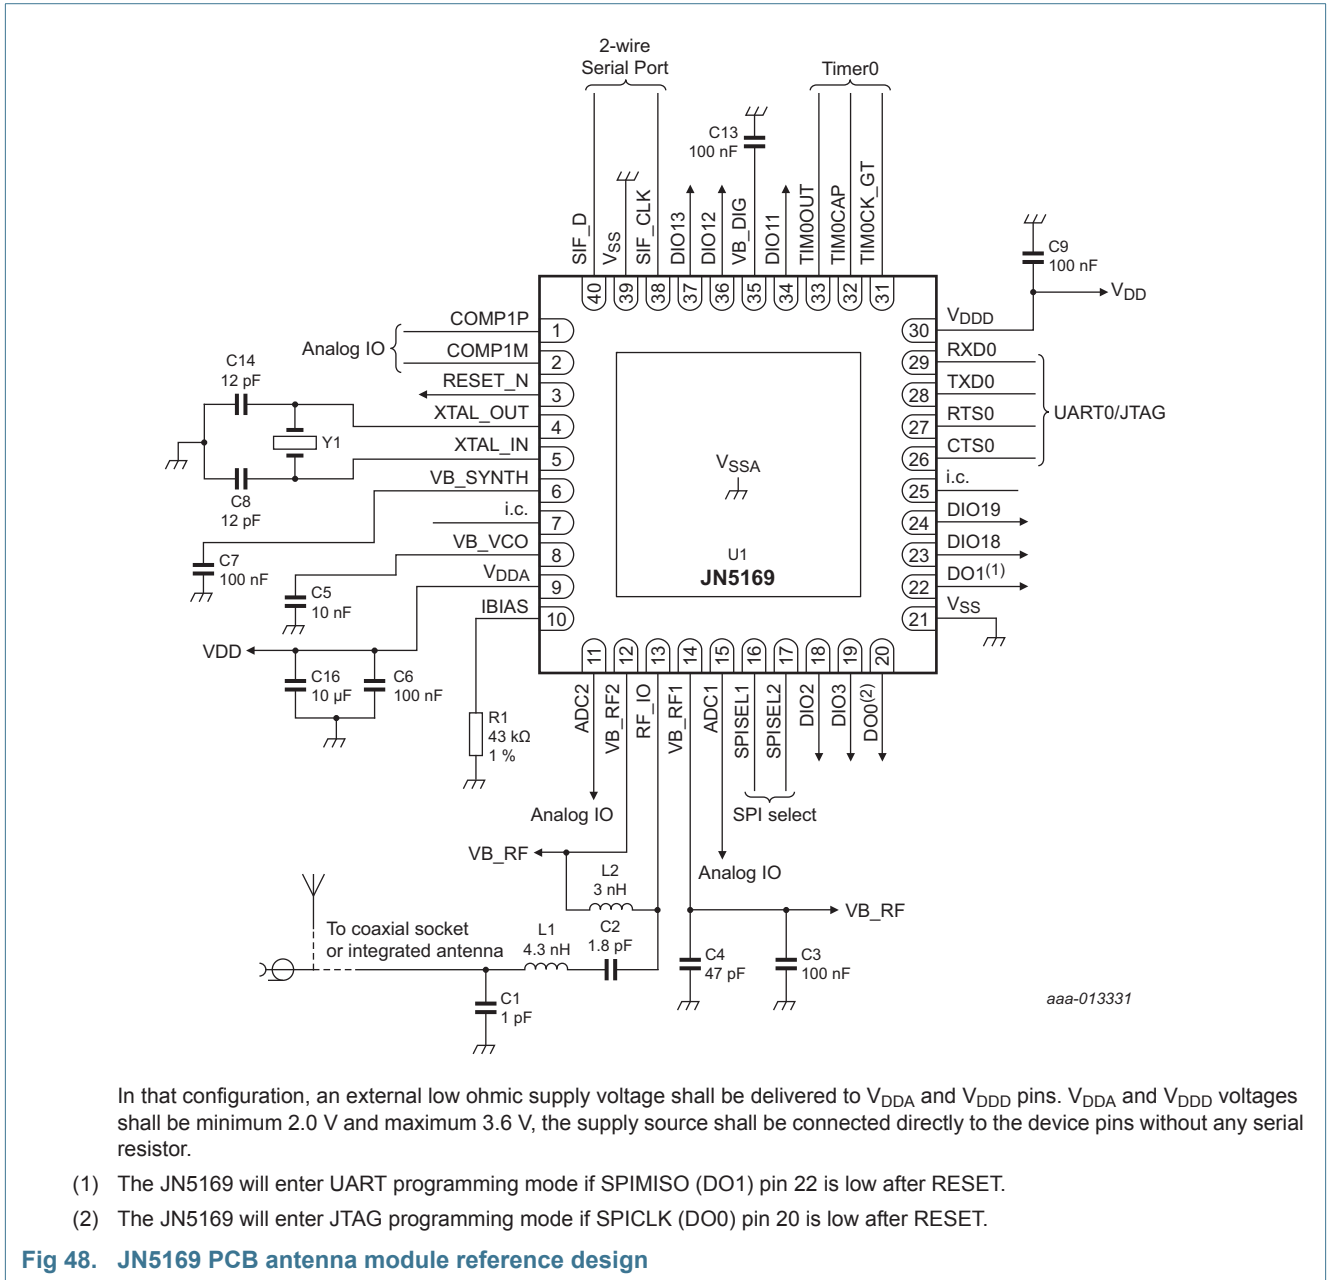 2-wire
Serial Port
Timer0
C13
100 nF
SIF_D
VSS
SIF_CLK
DIO13
DIO12
VB_DIG
DIO11
TIM0OUT
TIM0CAP
TIM0CK_GT
C9
100 nF
VDD
40
39
38
37
36
35
34
33
32
31
Analog IO
COMP1P
1
COMP1M
2
RESET_N
3
XTAL_OUT
4
XTAL_IN
5
VB_SYNTH
6
i.c.
7
VB_VCO
8
VDDA
9
IBIAS
10
C14
12 pF
Y1
C8
12 pF
C7
100 nF
C5
10 nF
VDD
C16
10 µF
C6
100 nF
R1
43 kΩ
1 %
VSSA
U1
JN5169
30
VDDD
29
RXD0
28
TXD0
27
RTS0
26
CTS0
UART0/JTAG
25
i.c.
24
DIO19
23
DIO18
22
DO1(1)
21
VSS
11
12
13
14
15
16
17
18
19
20
ADC2
VB_RF2
RF_IO
VB_RF1
ADC1
SPISEL1
SPISEL2
DIO2
DIO3
DO0(2)
Analog IO
SPI select
VB_RF
Analog IO
L2
3 nH
VB_RF
To coaxial socket
or integrated antenna
L1
4.3 nH
C2
1.8 pF
C4
47 pF
C3
100 nF
C1
1 pF
aaa-013331
In that configuration, an external low ohmic supply voltage shall be delivered to VDDA and VDDD pins. VDDA and VDDD voltages
shall be minimum 2.0 V and maximum 3.6 V, the supply source shall be connected directly to the device pins without any serial
resistor.
(1) The JN5169 will enter UART programming mode if SPIMISO (DO1) pin 22 is low after RESET.
(2) The JN5169 will enter JTAG programming mode if SPICLK (DO0) pin 20 is low after RESET.
Fig 48. JN5169 PCB antenna module reference design